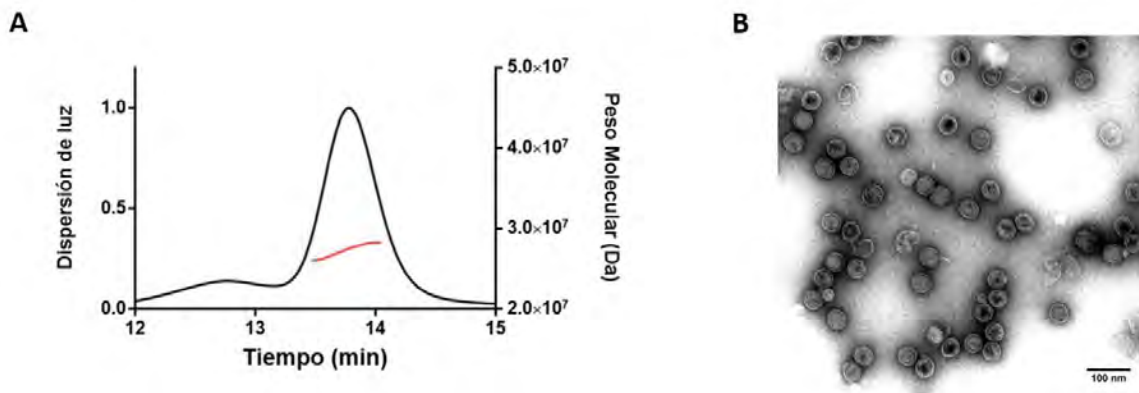 A
B
Dispersión de luz
1.0
0.5
0.0
12
13
14
15
Tiempo (min)
5.0×10⁷
4.0×10⁷
3.0×10⁷
2.0×10⁷
Peso Molecular (Da)
100 nm